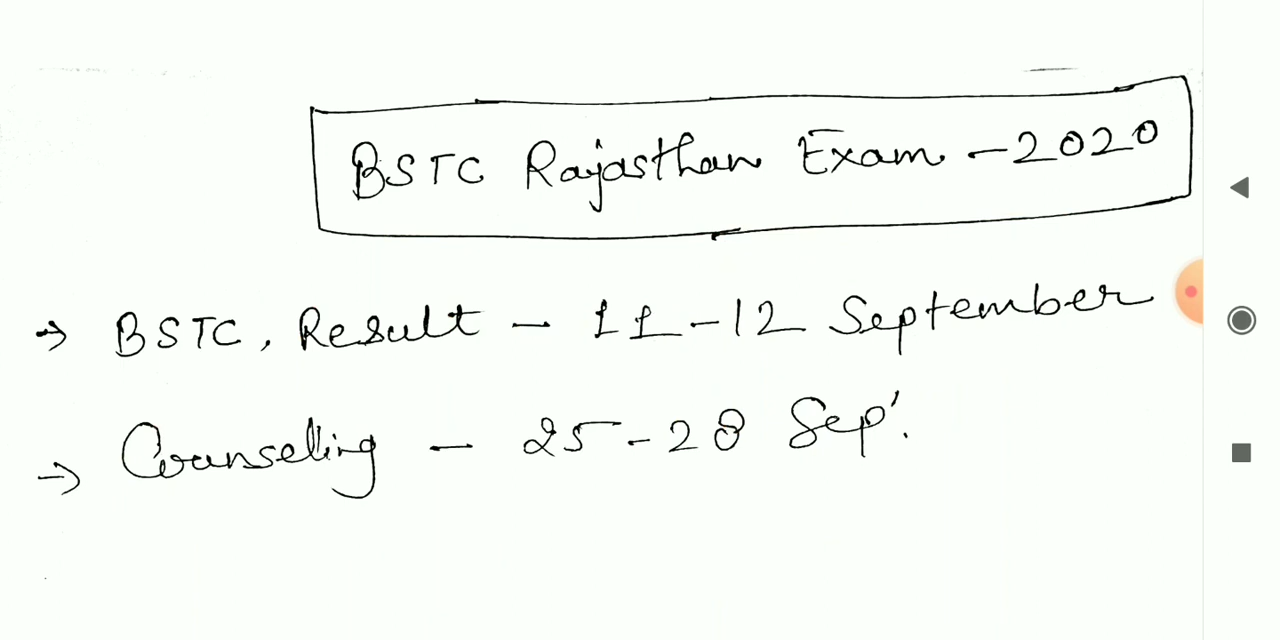 BSTC Rajasthan Exam - 2020
→ BSTC, Result - 11-12 September
→ Counseling - 25-28 Sep'.